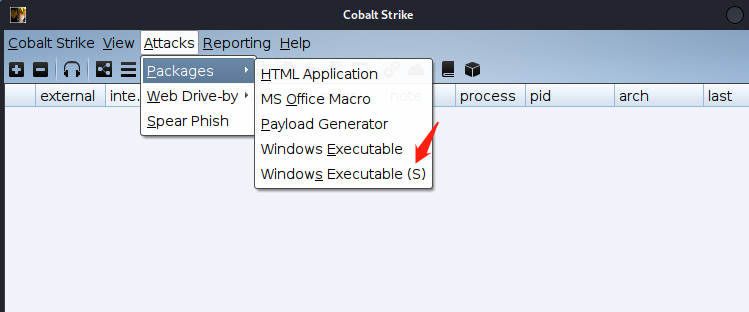 Cobalt Strike
Cobalt Strike View Attacks Reporting Help
Packages
Web Drive-by
Spear Phish
HTML Application
MS Office Macro
Payload Generator
Windows Executable
Windows Executable (S)
external inte. note process pid arch last